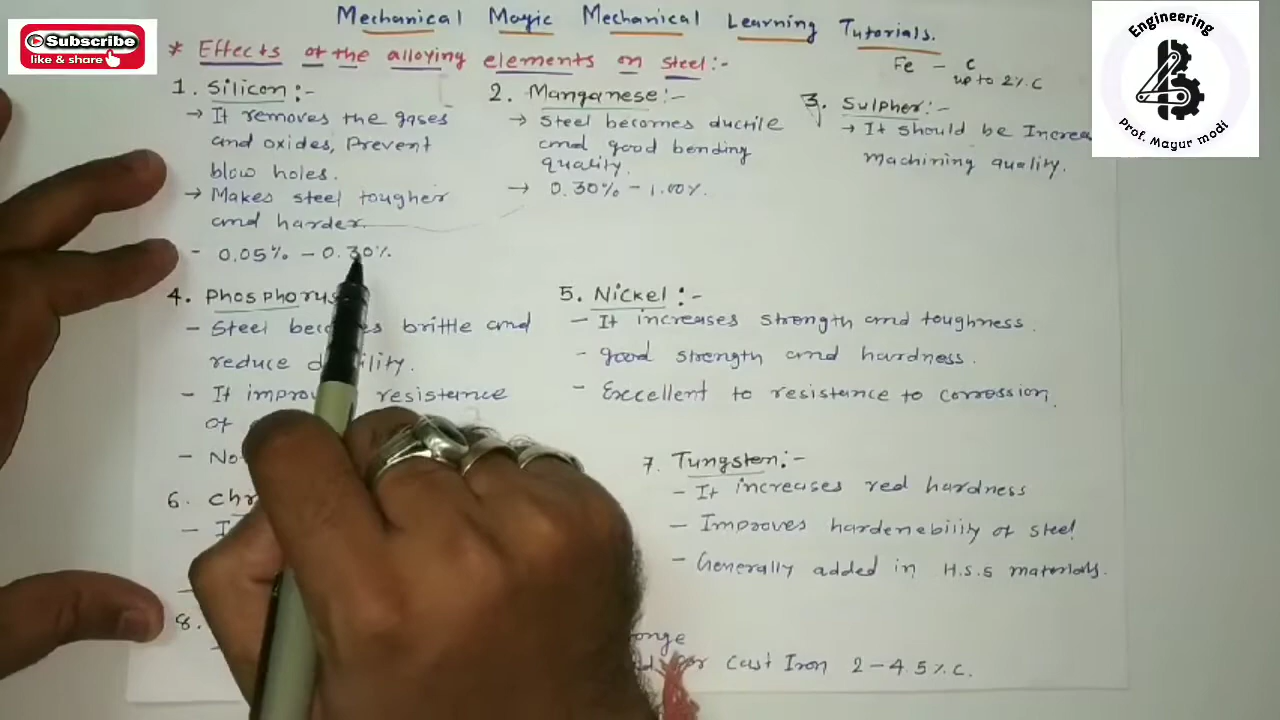 Mechanical Magic Mechanical Learning Tutorials.
Subscribe
like & share
Engineering
Prof. Mayur modi
* Effects of the alloying elements on steel:-
Fe - C
up to 2% C
1. Silicon:-
→ It removes the gases
and oxides, Prevent
blow holes.
→ Makes steel tougher
and harder
- 0.05% - 0.30%
2. Manganese:-
→ Steel becomes ductile
and good bending
quality.
→ 0.30% - 1.00%.
3. Sulpher:-
→ It should be
machining quality.
4. Phosphorus
- Steel brittle and
reduce
- It resistance
of
-
5. Nickel:-
- It increases strength and toughness.
- good strength and hardness.
- Excellent to resistance to corrossion.
6.
-
7. Tungsten:-
- It increases red hardness
- Improves hardenebility of steel
- Generally added in H.S.S materials.
8.
for Cast Iron 2-4.5% C.